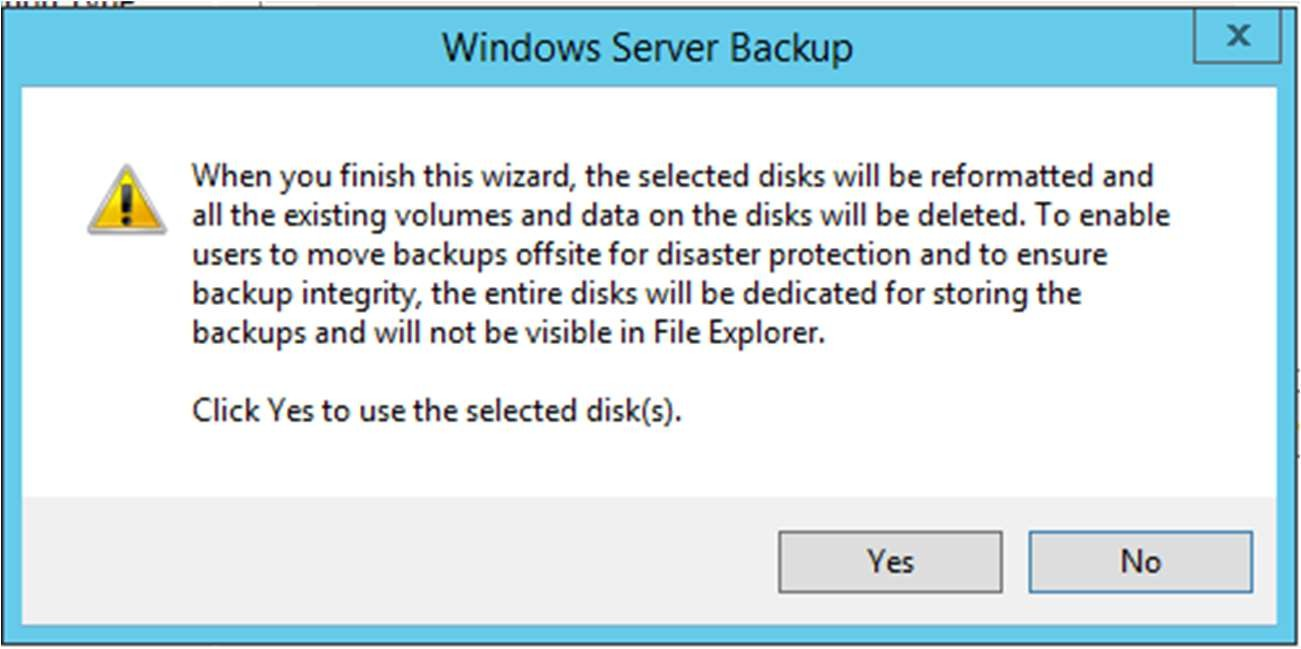 Windows Server Backup
X
When you finish this wizard, the selected disks will be reformatted and
all the existing volumes and data on the disks will be deleted. To enable
users to move backups offsite for disaster protection and to ensure
backup integrity, the entire disks will be dedicated for storing the
backups and will not be visible in File Explorer.
Click Yes to use the selected disk(s).
Yes
No